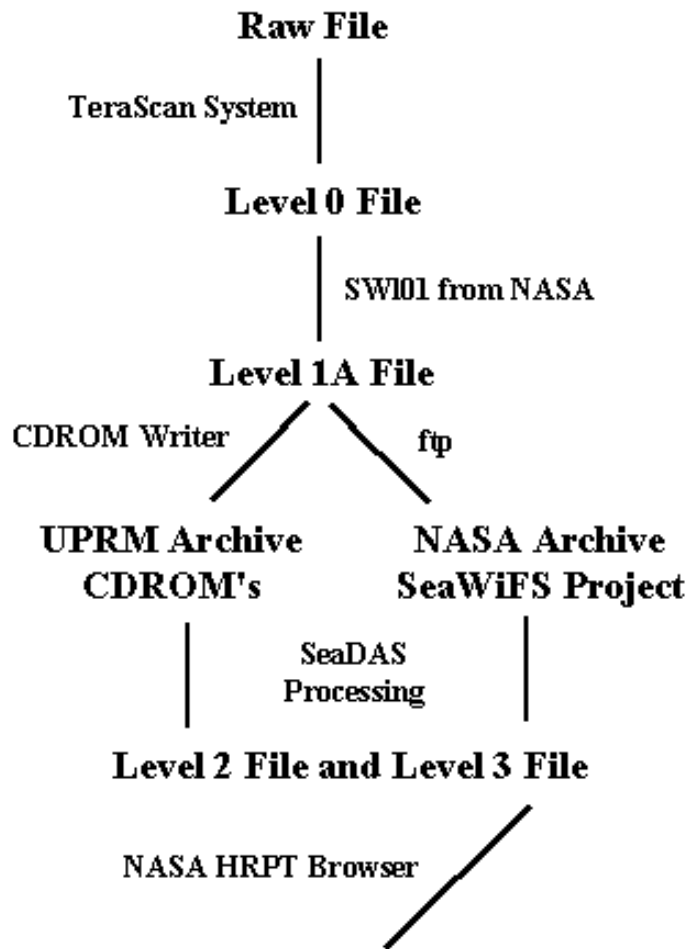 Raw File
TeraScan System
Level 0 File
SWl01 from NASA
Level 1A File
CDROM Writer
ftp
UPRM Archive
CDROM's
NASA Archive
SeaWiFS Project
SeaDAS
Processing
Level 2 File and Level 3 File
NASA HRPT Browser